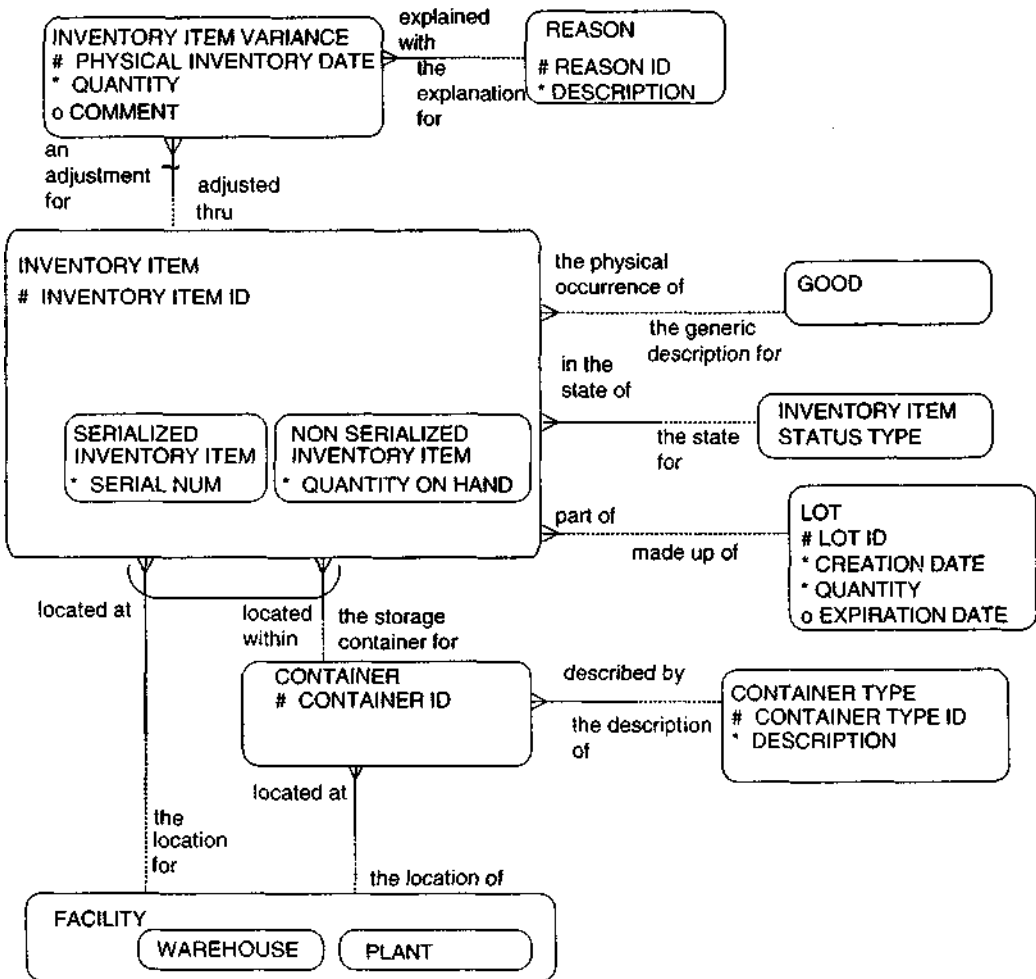 INVENTORY ITEM VARIANCE
# PHYSICAL INVENTORY DATE
* QUANTITY
o COMMENT
explained
with
the
explanation
for
REASON
# REASON ID
* DESCRIPTION
an
adjustment
for
adjusted
thru
INVENTORY ITEM
# INVENTORY ITEM ID
SERIALIZED
INVENTORY ITEM
* SERIAL NUM
NON SERIALIZED
INVENTORY ITEM
* QUANTITY ON HAND
the physical
occurrence of
the generic
description for
GOOD
in the
state of
the state
for
INVENTORY ITEM
STATUS TYPE
part of
made up of
LOT
# LOT ID
* CREATION DATE
* QUANTITY
o EXPIRATION DATE
located at
located
within
the storage
container for
CONTAINER
# CONTAINER ID
described by
the description
of
CONTAINER TYPE
# CONTAINER TYPE ID
* DESCRIPTION
located at
the
location
for
the location of
FACILITY
WAREHOUSE
PLANT